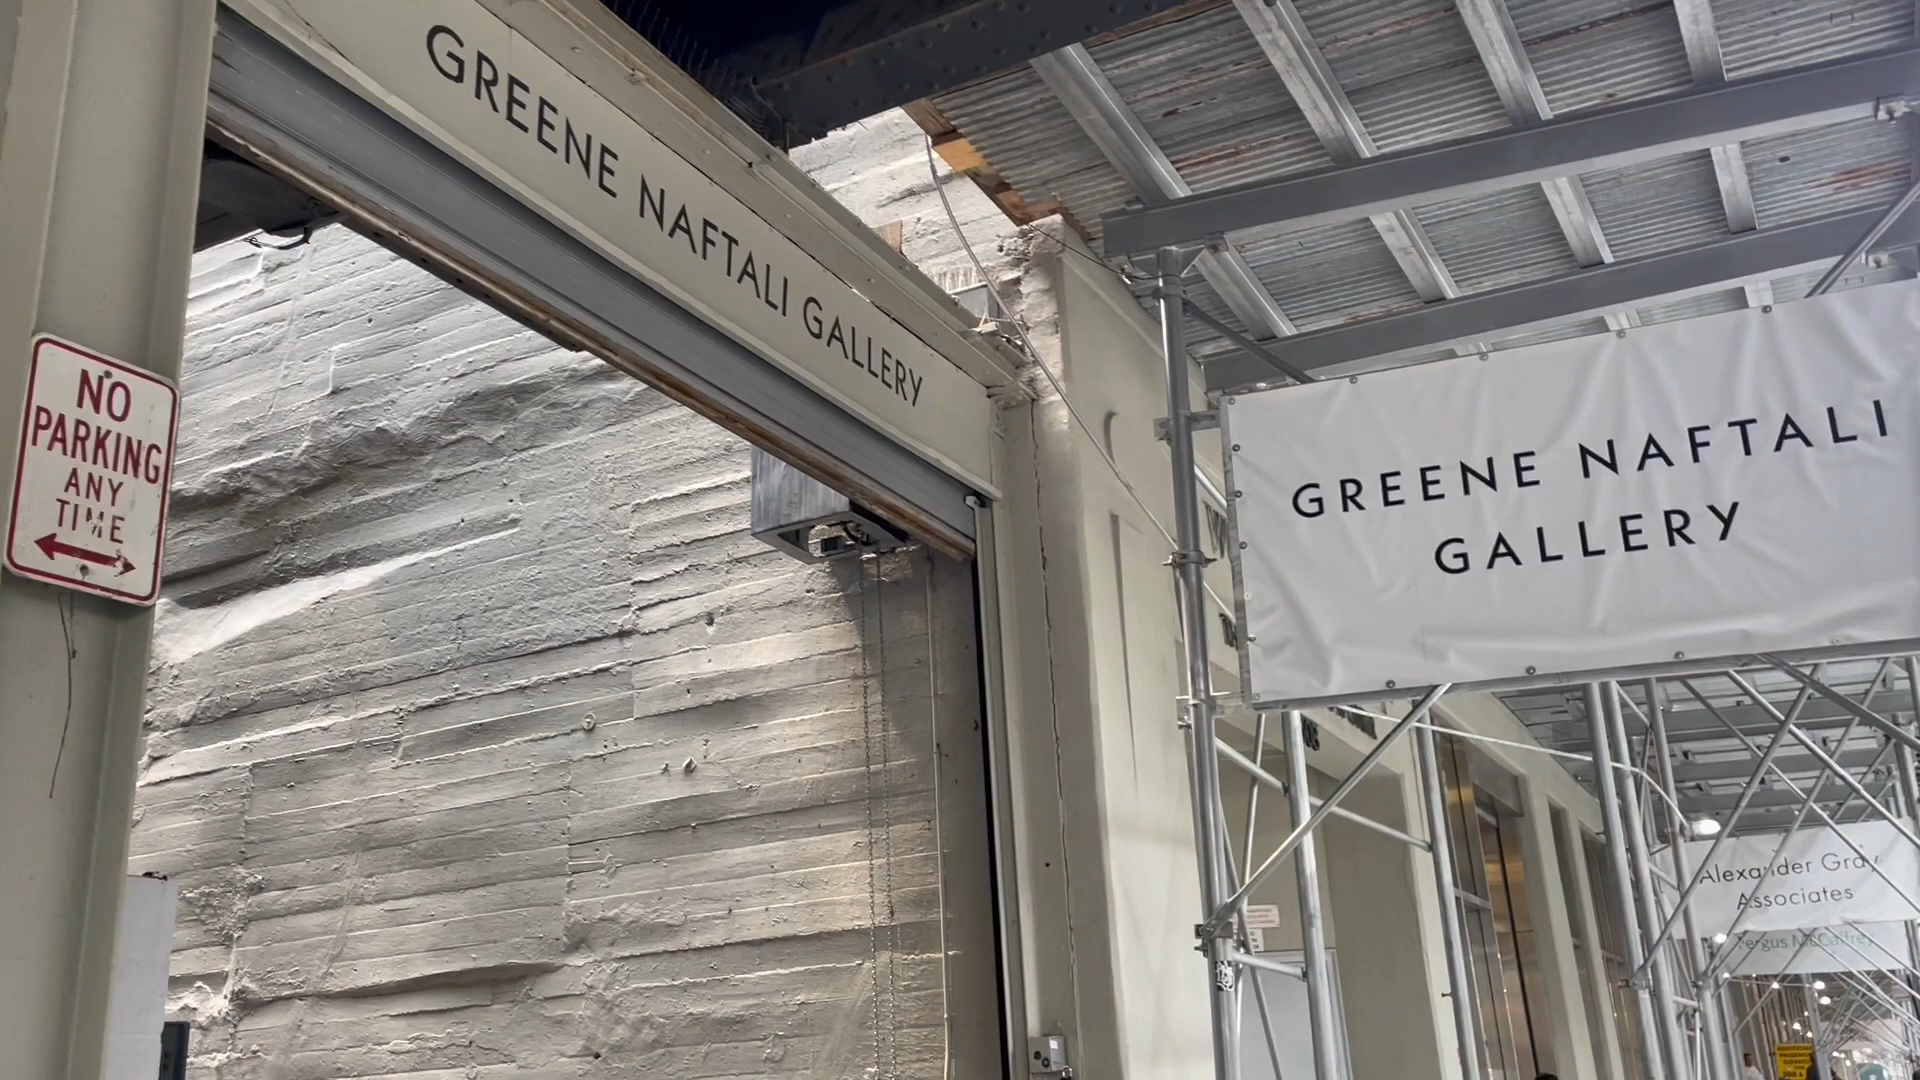 GREENE NAFTALI GALLERY
NO
PARKING
ANY
TIME
GREENE NAFTALI
GALLERY
Alexander Gray
Associates
Fergus McCaffrey